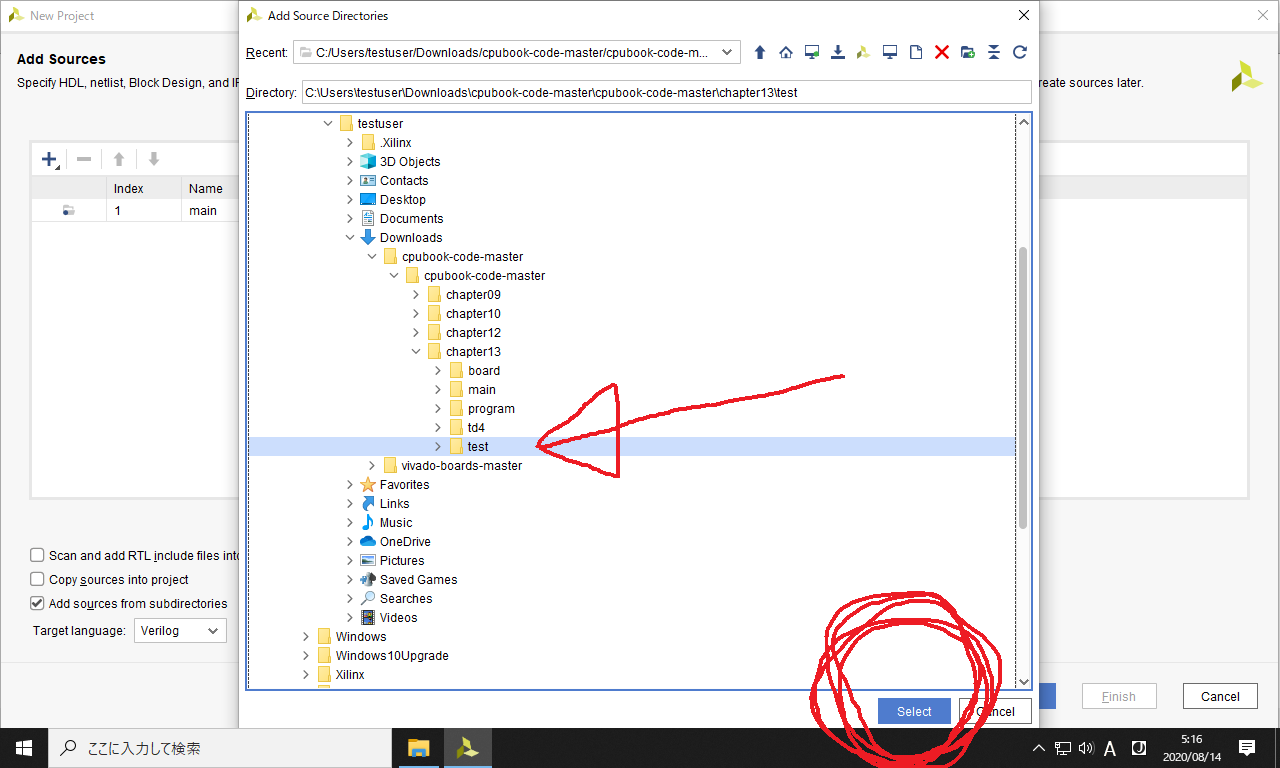 New Project
Add Source Directories
Add Sources
Specify HDL, netlist, Block Design, and IP
reate sources later.
Recent: C:/Users/testuser/Downloads/cpubook-code-master/cpubook-code-m...
Directory: C:\Users\testuser\Downloads\cpubook-code-master\cpubook-code-master\chapter13\test
Index Name
1 main
testuser
.Xilinx
3D Objects
Contacts
Desktop
Documents
Downloads
cpubook-code-master
cpubook-code-master
chapter09
chapter10
chapter12
chapter13
board
main
program
td4
test
vivado-boards-master
Favorites
Links
Music
OneDrive
Pictures
Saved Games
Searches
Videos
Windows
Windows10Upgrade
Xilinx
Scan and add RTL include files into
Copy sources into project
Add sources from subdirectories
Target language: Verilog
Select Cancel
Finish Cancel
ここに入力して検索
A J
5:16
2020/08/14